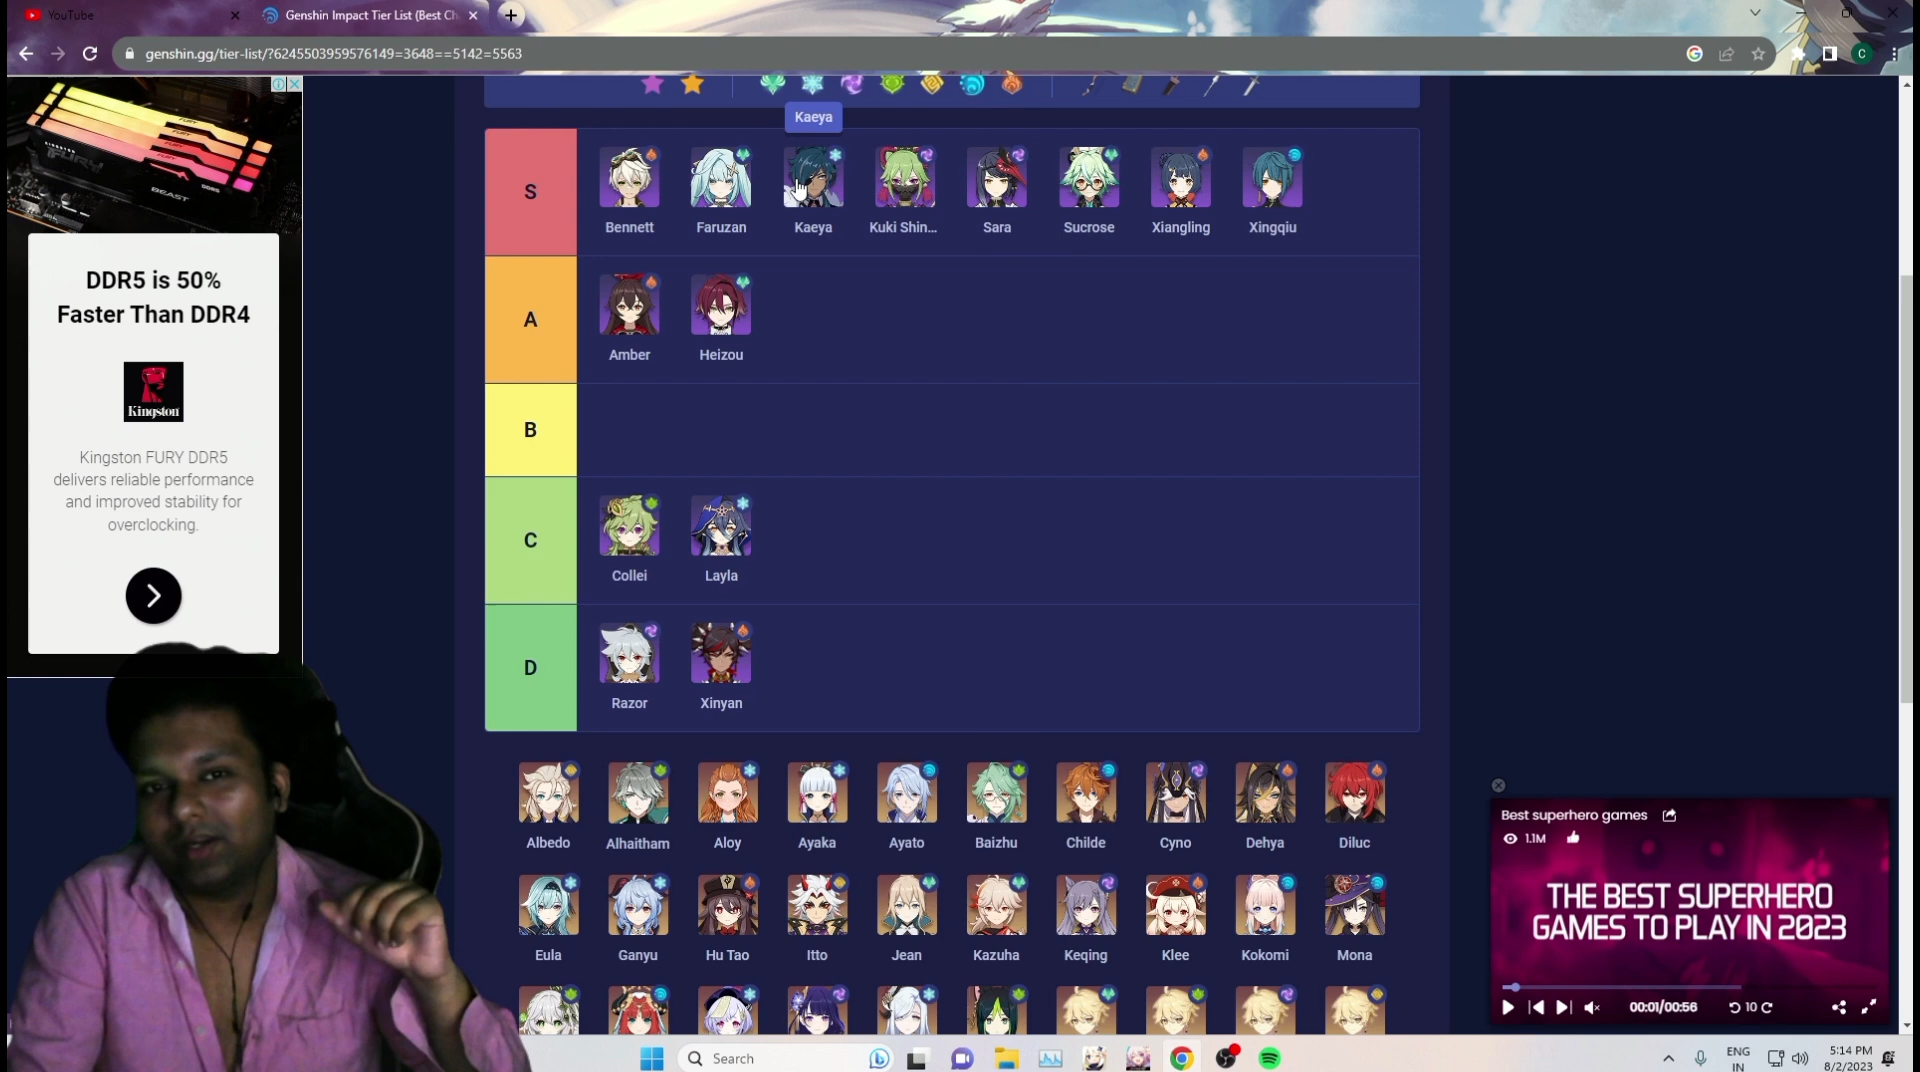 YouTube
Genshin Impact Tier List (Best Ch
genshin.gg/tier-list/?6245503959576149=3648==5142=5563
C
Kaeya
S
Bennett
Faruzan
Kaeya
Kuki Shin...
Sara
Sucrose
Xiangling
Xingqiu
A
Amber
Heizou
B
C
Collei
Layla
D
Razor
Xinyan
Albedo
Alhaitham
Aloy
Ayaka
Ayato
Baizhu
Childe
Cyno
Dehya
Diluc
Eula
Ganyu
Hu Tao
Itto
Jean
Kazuha
Keqing
Klee
Kokomi
Mona
FURY
BEAST
DDR5
DDR5 is 50%
Faster Than DDR4
Kingston
Kingston FURY DDR5
delivers reliable performance
and improved stability for
overclocking.
Best superhero games
1.1M
THE BEST SUPERHERO
GAMES TO PLAY IN 2023
00:01/00:56
10
Search
ENG
IN
5:14 PM
8/2/2023